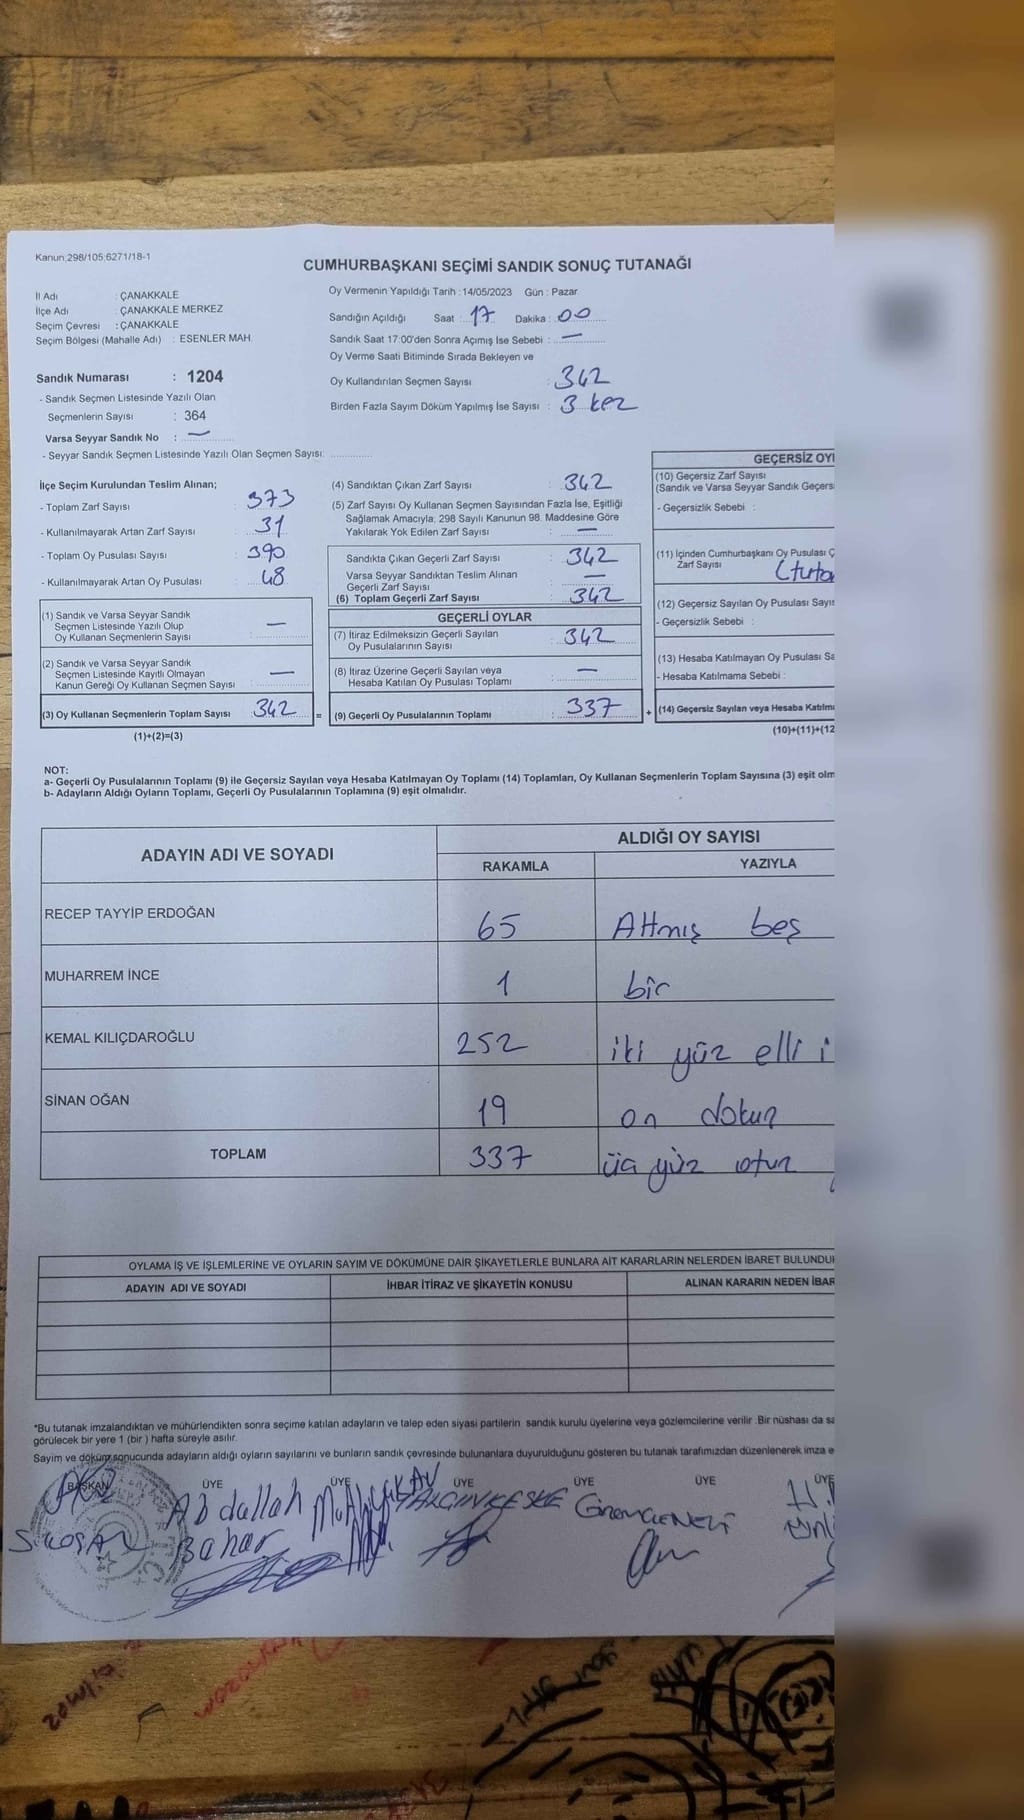 Kanun;298/105;6271/18-1
CUMHURBAŞKANI SEÇİMİ SANDIK SONUÇ TUTANAĞI
İl Adı : ÇANAKKALE
İlçe Adı : ÇANAKKALE MERKEZ
Seçim Çevresi : ÇANAKKALE
Seçim Bölgesi (Mahalle Adı) : ESENLER MAH.
Oy Vermenin Yapıldığı Tarih : 14/05/2023 Gün : Pazar
Sandığın Açıldığı Saat : 17 Dakika : 00
Sandık Saat 17:00'den Sonra Açımış İse Sebebi : —
Oy Verme Saati Bitiminde Sırada Bekleyen ve
Oy Kullandırılan Seçmen Sayısı : 342
Birden Fazla Sayım Döküm Yapılmış İse Sayısı : 3 kez
Sandık Numarası : 1204
- Sandık Seçmen Listesinde Yazılı Olan
Seçmenlerin Sayısı : 364
Varsa Seyyar Sandık No : —
- Seyyar Sandık Seçmen Listesinde Yazılı Olan Seçmen Sayısı:
İlçe Seçim Kurulundan Teslim Alınan;
- Toplam Zarf Sayısı : 373
- Kullanılmayarak Artan Zarf Sayısı : 31
- Toplam Oy Pusulası Sayısı : 390
- Kullanılmayarak Artan Oy Pusulası : 48
(1) Sandık ve Varsa Seyyar Sandık
Seçmen Listesinde Yazılı Olup
Oy Kullanan Seçmenlerin Sayısı : —
(2) Sandık ve Varsa Seyyar Sandık
Seçmen Listesinde Kayıtlı Olmayan
Kanun Gereği Oy Kullanan Seçmen Sayısı : —
(3) Oy Kullanan Seçmenlerin Toplam Sayısı 342 =
(1)+(2)=(3)
(4) Sandıktan Çıkan Zarf Sayısı : 342
(5) Zarf Sayısı Oy Kullanan Seçmen Sayısından Fazla İse, Eşitliği
Sağlamak Amacıyla, 298 Sayılı Kanunun 98. Maddesine Göre
Yakılarak Yok Edilen Zarf Sayısı : —
Sandıkta Çıkan Geçerli Zarf Sayısı : 342
Varsa Seyyar Sandıktan Teslim Alınan
Geçerli Zarf Sayısı : —
(6) Toplam Geçerli Zarf Sayısı : 342
GEÇERLİ OYLAR
(7) İtiraz Edilmeksizin Geçerli Sayılan
Oy Pusulalarının Sayısı : 342
(8) İtiraz Üzerine Geçerli Sayılan veya
Hesaba Katılan Oy Pusulası Toplamı : —
(9) Geçerli Oy Pusulalarının Toplamı : 337 +
GEÇERSİZ OYL
(10) Geçersiz Zarf Sayısı
(Sandık ve Varsa Seyyar Sandık Geçers
- Geçersizlik Sebebi :
(11) İçinden Cumhurbaşkanı Oy Pusulası Ç
Zarf Sayısı
(12) Geçersiz Sayılan Oy Pusulası Sayıs
- Geçersizlik Sebebi :
(13) Hesaba Katılmayan Oy Pusulası Sa
- Hesaba Katılmama Sebebi :
(14) Geçersiz Sayılan veya Hesaba Katılma
(10)+(11)+(12
NOT:
a- Geçerli Oy Pusulalarının Toplamı (9) ile Geçersiz Sayılan veya Hesaba Katılmayan Oy Toplamı (14) Toplamları, Oy Kullanan Seçmenlerin Toplam Sayısına (3) eşit olm
b- Adayların Aldığı Oyların Toplamı, Geçerli Oy Pusulalarının Toplamına (9) eşit olmalıdır.
ADAYIN ADI VE SOYADI
ALDIĞI OY SAYISI
RAKAMLA YAZIYLA
RECEP TAYYİP ERDOĞAN 65 Altmış beş
MUHARREM İNCE 1 bir
KEMAL KILIÇDAROĞLU 252 iki yüz elli i
SİNAN OĞAN 19 on dokuz
TOPLAM 337 üç yüz otuz
OYLAMA İŞ VE İŞLEMLERİNE VE OYLARIN SAYIM VE DÖKÜMÜNE DAİR ŞİKAYETLERLE BUNLARA AİT KARARLARIN NELERDEN İBARET BULUNDUĞ
ADAYIN ADI VE SOYADI İHBAR İTİRAZ VE ŞİKAYETİN KONUSU ALINAN KARARIN NEDEN İBAR
*Bu tutanak imzalandıktan ve mühürlendikten sonra seçime katılan adayların ve talep eden siyasi partilerin sandık kurulu üyelerine veya gözlemcilerine verilir. Bir nüshası da sa
görülecek bir yere 1 (bir) hafta süreyle asılır.
Sayım ve döküm sonucunda adayların aldığı oyların sayılarını ve bunların sandık çevresinde bulunanlara duyurulduğunu gösteren bu tutanak tarafımızdan düzenlenerek imza e
BAŞKAN ÜYE ÜYE ÜYE ÜYE ÜYE ÜYE
Abdullah
Bahar